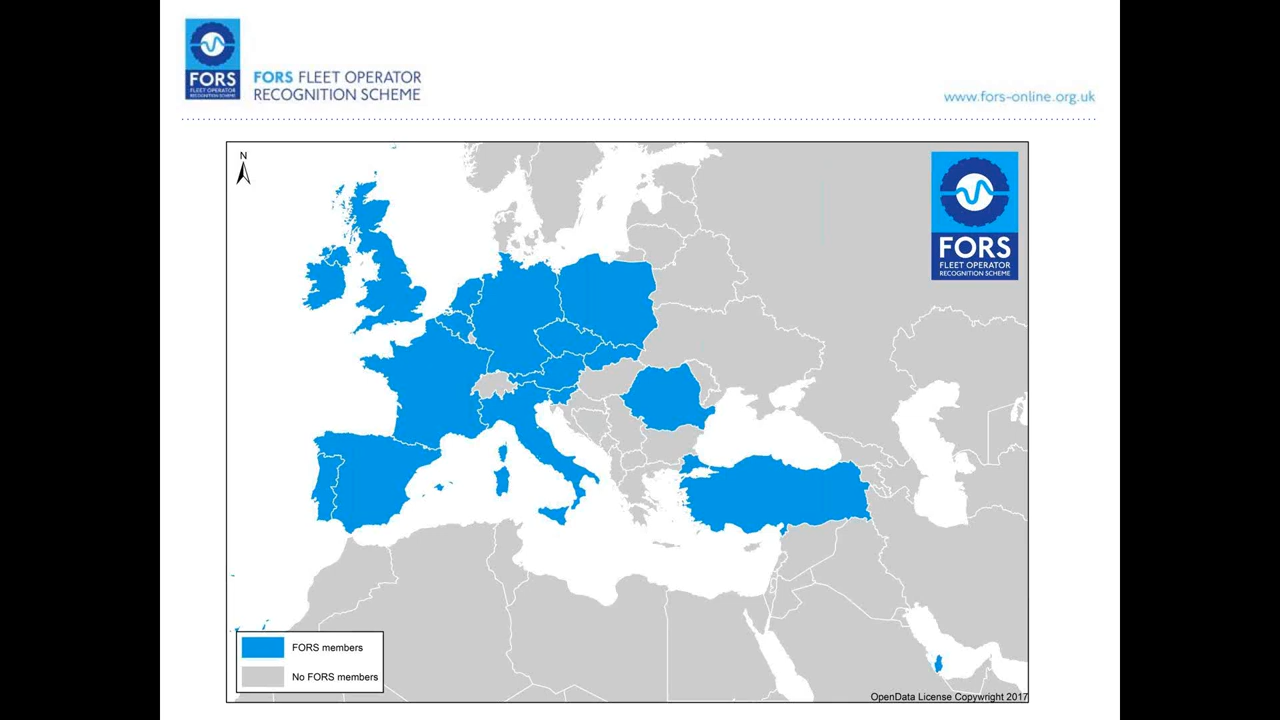 FORS
FLEET OPERATOR
RECOGNITION SCHEME
FORS FLEET OPERATOR
RECOGNITION SCHEME
www.fors-online.org.uk
N
FORS
FLEET OPERATOR
RECOGNITION SCHEME
FORS members
No FORS members
OpenData License Copyright 2017